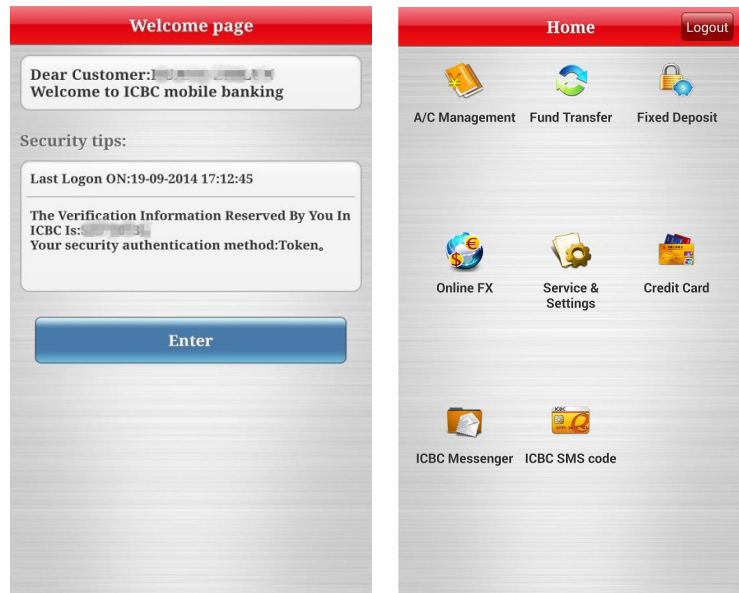 Welcome page
Dear Customer:
Welcome to ICBC mobile banking
Security tips:
Last Logon ON:19-09-2014 17:12:45
The Verification Information Reserved By You In
ICBC Is:
Your security authentication method:Token。
Enter
Home
Logout
A/C Management
Fund Transfer
Fixed Deposit
Online FX
Service &
Settings
Credit Card
ICBC Messenger
ICBC SMS code